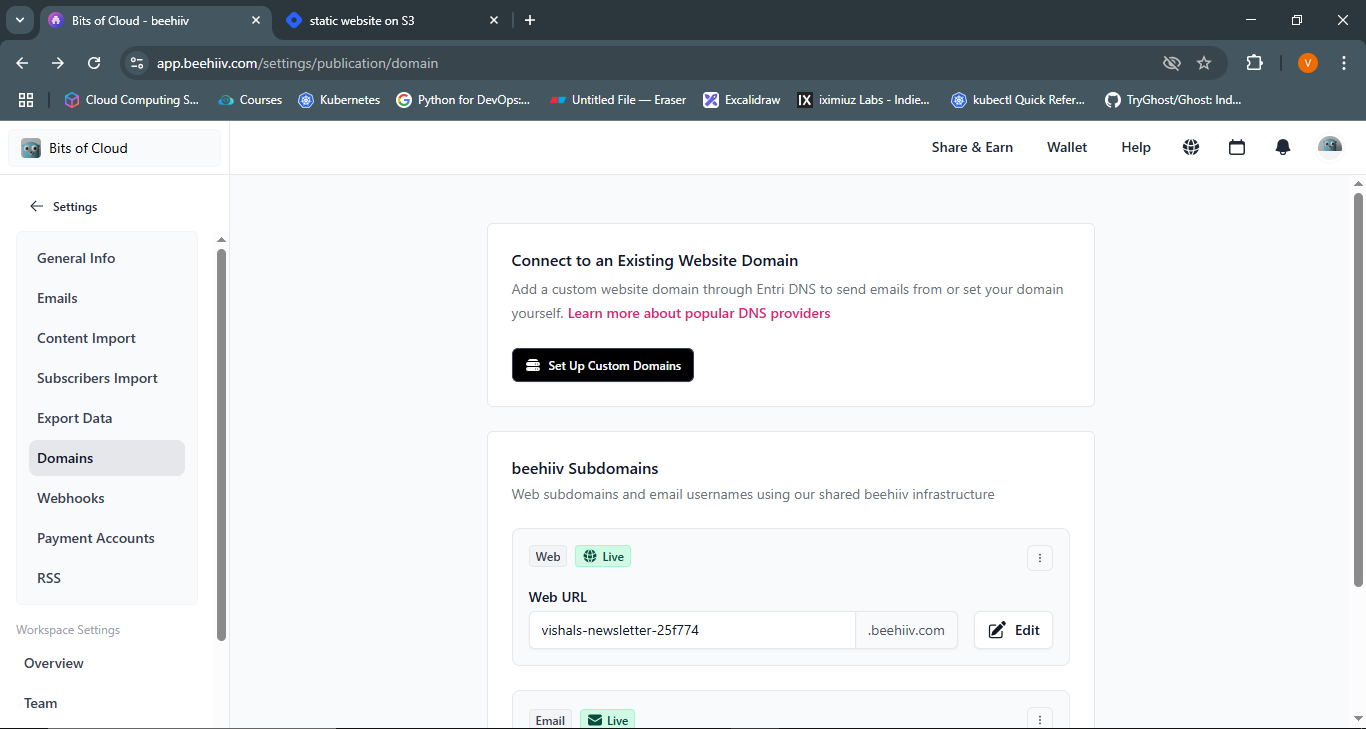 Bits of Cloud - beehiiv
static website on S3
app.beehiiv.com/settings/publication/domain
V
Cloud Computing S...
Courses
Kubernetes
Python for DevOps:...
Untitled File — Eraser
Excalidraw
iximiuz Labs - Indie...
kubectl Quick Refer...
TryGhost/Ghost: Ind...
Bits of Cloud
Share & Earn
Wallet
Help
Settings
General Info
Emails
Content Import
Subscribers Import
Export Data
Domains
Webhooks
Payment Accounts
RSS
Workspace Settings
Overview
Team
Connect to an Existing Website Domain
Add a custom website domain through Entri DNS to send emails from or set your domain
yourself. Learn more about popular DNS providers
Set Up Custom Domains
beehiiv Subdomains
Web subdomains and email usernames using our shared beehiiv infrastructure
Web
Live
Web URL
vishals-newsletter-25f774
.beehiiv.com
Edit
Email
Live